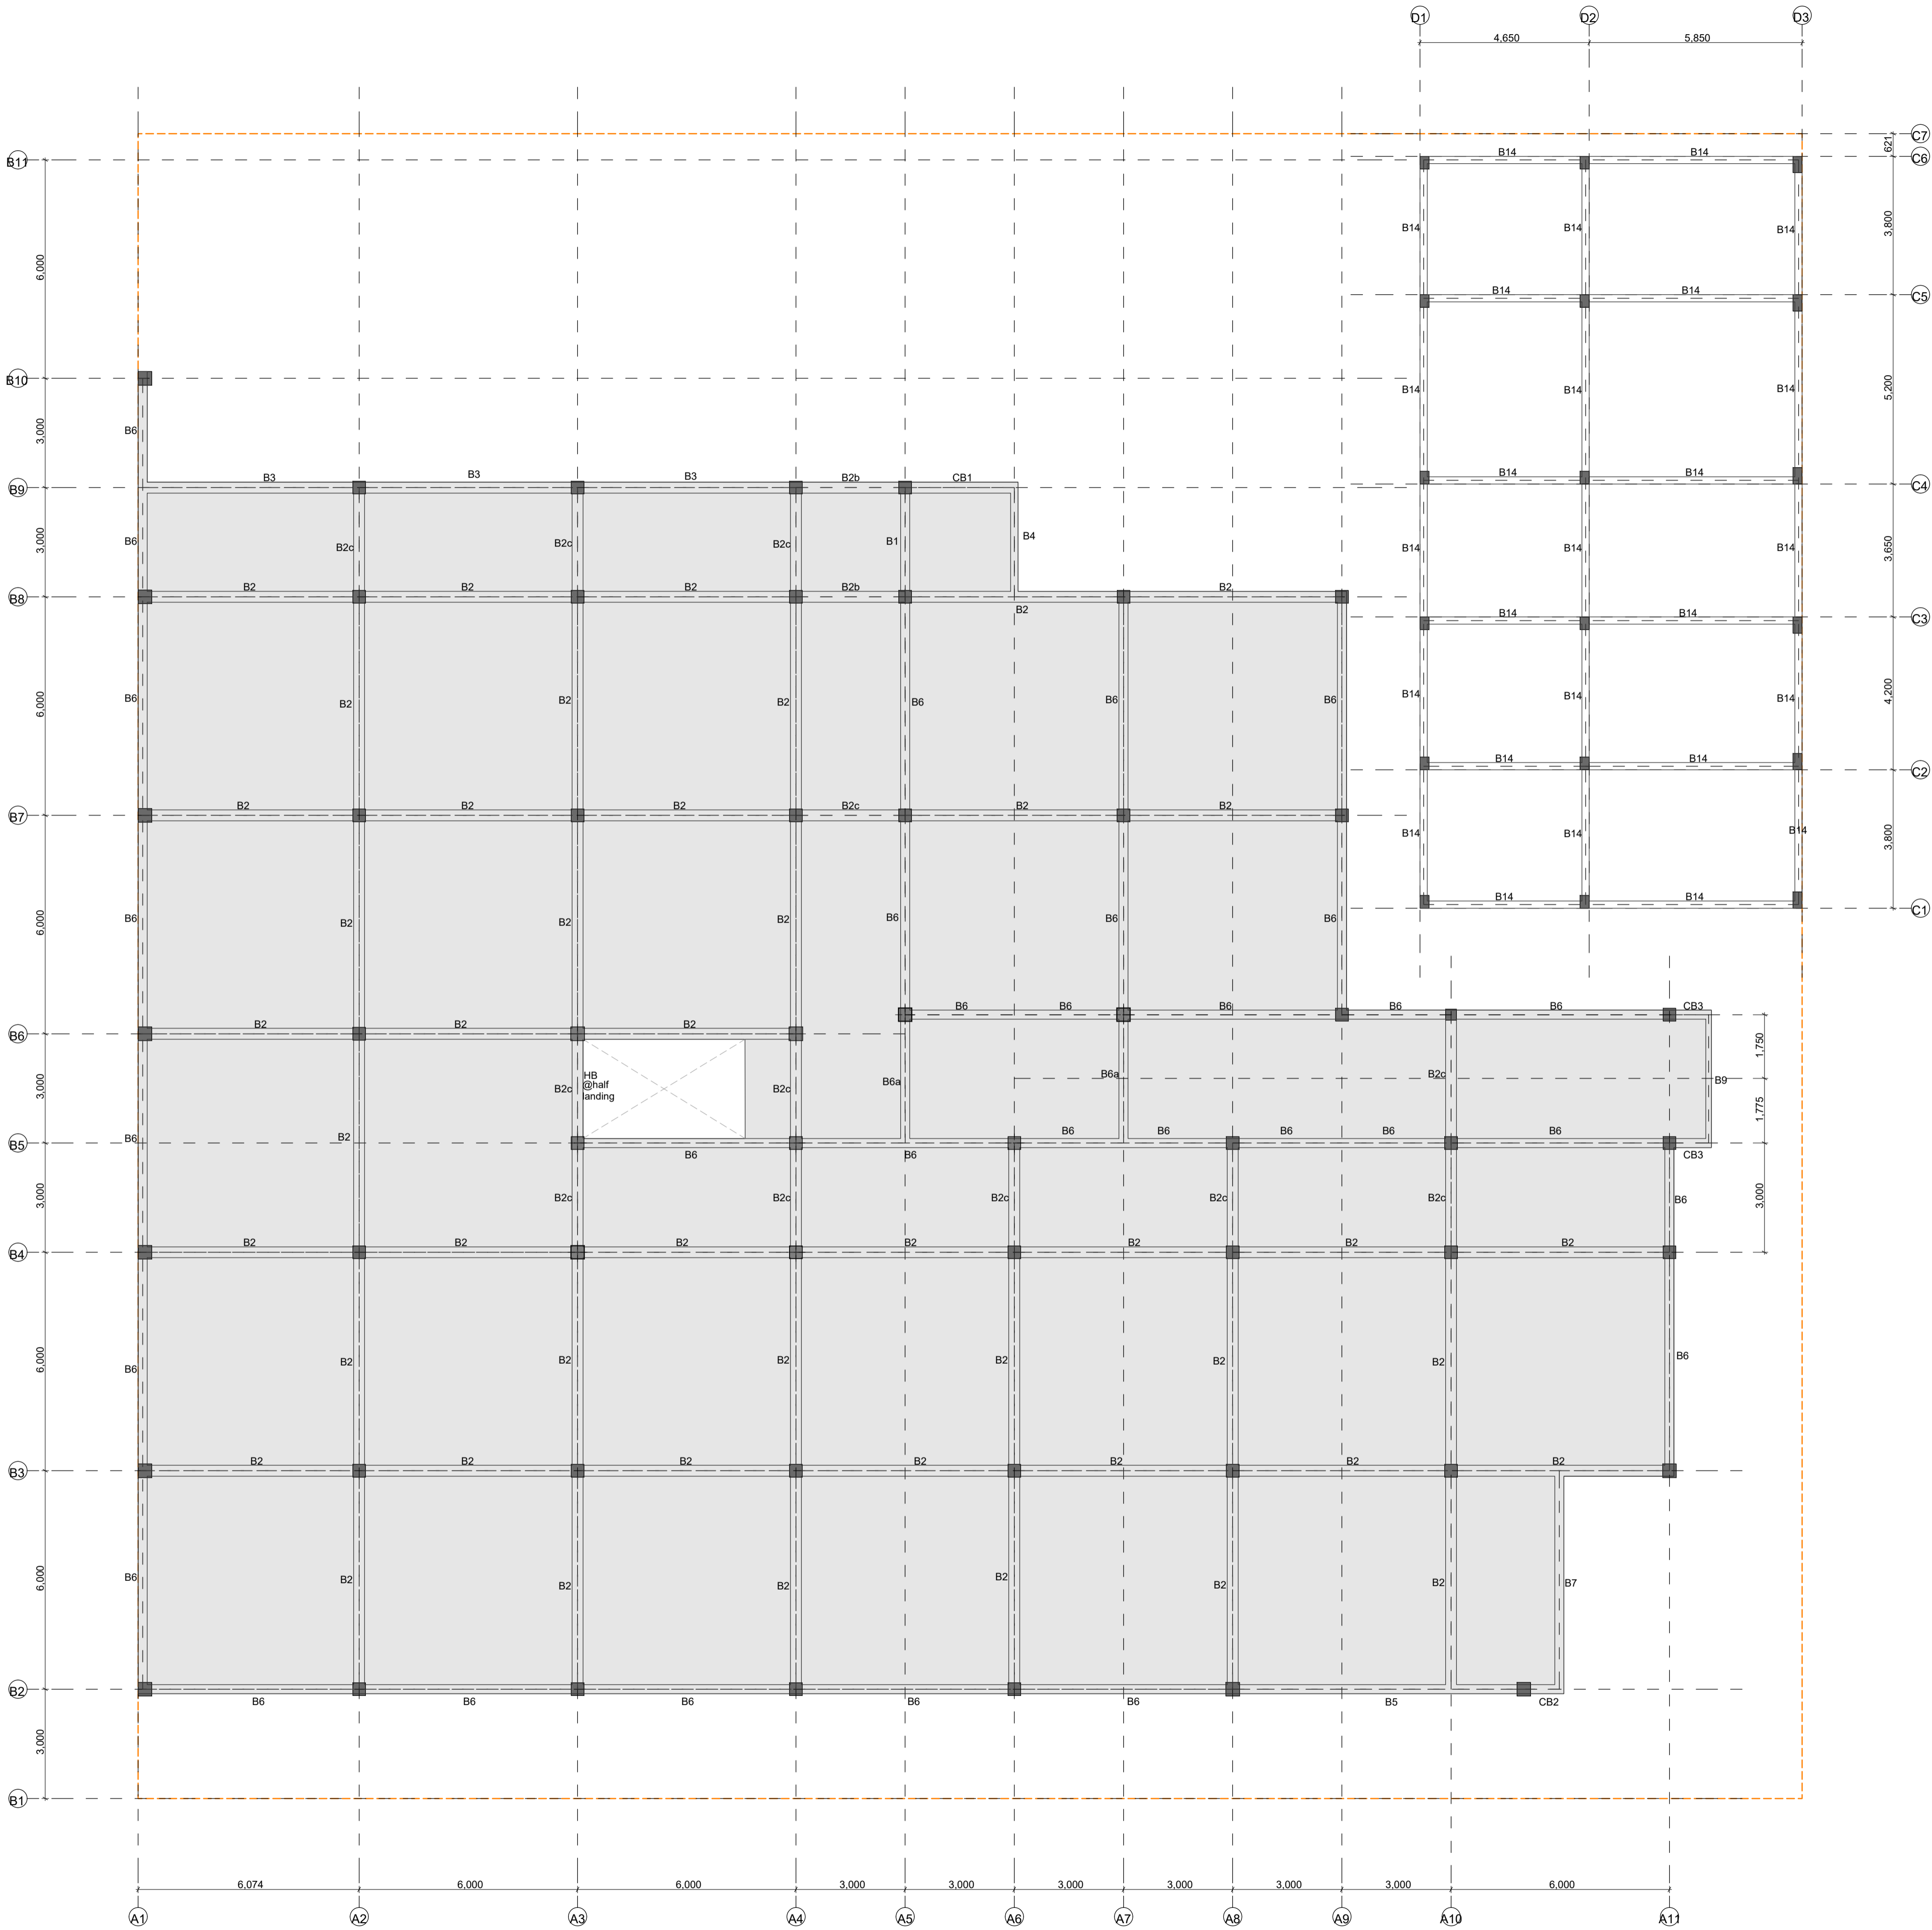 D1 D2 D3
4,650 5,850
C7
621
B11 B14 B14 C6
B14 B14 B14 3,800
6,000
B14 B14 C5
B10
B14 B14 B14 5,200
B6 3,000
B3 B3 B3 B2b CB1 B14 B14
B9 C4
B6 B2c B2c B2c B1 B4 3,000 B14 B14 B14 3,650
B2 B2 B2 B2b B2
B8 B2 B14 B14 C3
B6 B2 B2 B2 B6 B6 B6 6,000 B14 B14 B14 4,200
B14 B14 C2
B2 B2 B2 B2c B2 B2
B7 B14 B14 B14 3,800
B14 B14 C1
B6 B2 B2 B2 B6 B6 B6 6,000
B6 B6 B6 B6 B6 CB3
B2 B2 B2
B6 1,750
HB
@half
landing
B2c B2c B6a B6a B2c B9 3,000 1,775
B6 B2 B6 B6 B6 B6 B6
B5 B6 B6 CB3
B2c B2c B2c B2c B2c B6 3,000 3,000
B2 B2 B2 B2 B2 B2 B2
B4
B6 B2 B2 B2 B2 B2 B2 B6 6,000
B2 B2 B2 B2 B2 B2 B2
B3
B6 B2 B2 B2 B2 B2 B2 B7 6,000
B2
B6 B6 B6 B6 B6 B5 CB2
3,000
B1
6,074 6,000 6,000 3,000 3,000 3,000 3,000 3,000 3,000 6,000
A1 A2 A3 A4 A5 A6 A7 A8 A9 A10 A11